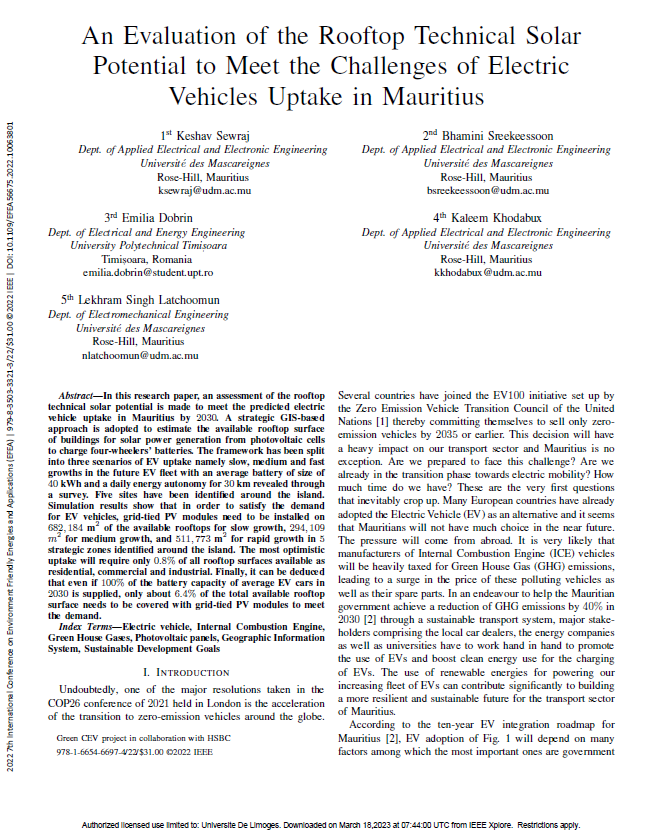 An Evaluation of the Rooftop Technical Solar
Potential to Meet the Challenges of Electric
Vehicles Uptake in Mauritius
1st Keshav Sewraj
Dept. of Applied Electrical and Electronic Engineering
Université des Mascareignes
Rose-Hill, Mauritius
ksewraj@udm.ac.mu
2nd Bhamini Sreekeessoon
Dept. of Applied Electrical and Electronic Engineering
Université des Mascareignes
Rose-Hill, Mauritius
bsreekeessoon@udm.ac.mu
3rd Emilia Dobrin
Dept. of Electrical and Energy Engineering
University Polytechnical Timișoara
Timișoara, Romania
emilia.dobrin@student.upt.ro
4th Kaleem Khodabux
Dept. of Applied Electrical and Electronic Engineering
Université des Mascareignes
Rose-Hill, Mauritius
kkhodabux@udm.ac.mu
5th Lekhram Singh Latchoomun
Dept. of Electromechanical Engineering
Université des Mascareignes
Rose-Hill, Mauritius
nlatchoomun@udm.ac.mu
Abstract—In this research paper, an assessment of the rooftop
technical solar potential is made to meet the predicted electric
vehicle uptake in Mauritius by 2030. A strategic GIS-based
approach is adopted to estimate the available rooftop surface
of buildings for solar power generation from photovoltaic cells
to charge four-wheelers' batteries. The framework has been split
into three scenarios of EV uptake namely slow, medium and fast
growths in the future EV fleet with an average battery of size of
40 kWh and a daily energy autonomy for 30 km revealed through
a survey. Five sites have been identified around the island.
Simulation results show that in order to satisfy the demand
for EV vehicles, grid-tied PV modules need to be installed on
682,184 m² of the available rooftops for slow growth, 294,109
m² for medium growth, and 511,773 m² for rapid growth in 5
strategic zones identified around the island. The most optimistic
uptake will require only 0.8% of all rooftop surfaces available as
residential, commercial and industrial. Finally, it can be deduced
that even if 100% of the battery capacity of average EV cars in
2030 is supplied, only about 6.4% of the total available rooftop
surface needs to be covered with grid-tied PV modules to meet
the demand.
Index Terms—Electric vehicle, Internal Combustion Engine,
Green House Gases, Photovoltaic panels, Geographic Information
System, Sustainable Development Goals
I. INTRODUCTION
Undoubtedly, one of the major resolutions taken in the
COP26 conference of 2021 held in London is the acceleration
of the transition to zero-emission vehicles around the globe.
Green CEV project in collaboration with HSBC
978-1-6654-6697-4/22/$31.00 ©2022 IEEE
Several countries have joined the EV100 initiative set up by
the Zero Emission Vehicle Transition Council of the United
Nations [1] thereby committing themselves to sell only zero-
emission vehicles by 2035 or earlier. This decision will have
a heavy impact on our transport sector and Mauritius is no
exception. Are we prepared to face this challenge? Are we
already in the transition phase towards electric mobility? How
much time do we have? These are the very first questions
that inevitably crop up. Many European countries have already
adopted the Electric Vehicle (EV) as an alternative and it seems
that Mauritians will not have much choice in the near future.
The pressure will come from abroad. It is very likely that
manufacturers of Internal Combustion Engine (ICE) vehicles
will be heavily taxed for Green House Gas (GHG) emissions,
leading to a surge in the price of these polluting vehicles as
well as their spare parts. In an endeavour to help the Mauritian
government achieve a reduction of GHG emissions by 40% in
2030 [2] through a sustainable transport system, major stake-
holders comprising the local car dealers, the energy companies
as well as universities have to work hand in hand to promote
the use of EVs and boost clean energy use for the charging
of EVs. The use of renewable energies for powering our
increasing fleet of EVs can contribute significantly to building
a more resilient and sustainable future for the transport sector
of Mauritius.
According to the ten-year EV integration roadmap for
Mauritius [2], EV adoption of Fig. 1 will depend on many
factors among which the most important ones are government
2022 7th International Conference on Environment Friendly Energies and Applications (EFEA) | 979-8-3503-3321-3/22/$31.00 ©2022 IEEE | DOI: 10.1109/EFEA56675.2022.10063801
Authorized licensed use limited to: Universite De Limoges. Downloaded on March 18,2023 at 07:44:00 UTC from IEEE Xplore. Restrictions apply.